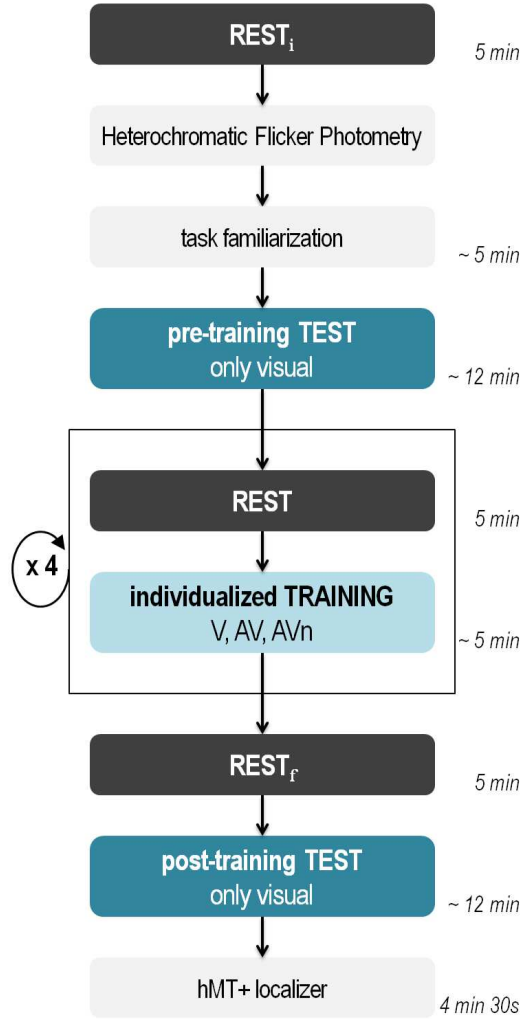 REST_i
5 min
Heterochromatic Flicker Photometry
task familiarization
~ 5 min
pre-training TEST
only visual
~ 12 min
REST
5 min
x 4
individualized TRAINING
V, AV, AVn
~ 5 min
REST_f
5 min
post-training TEST
only visual
~ 12 min
hMT+ localizer
4 min 30s